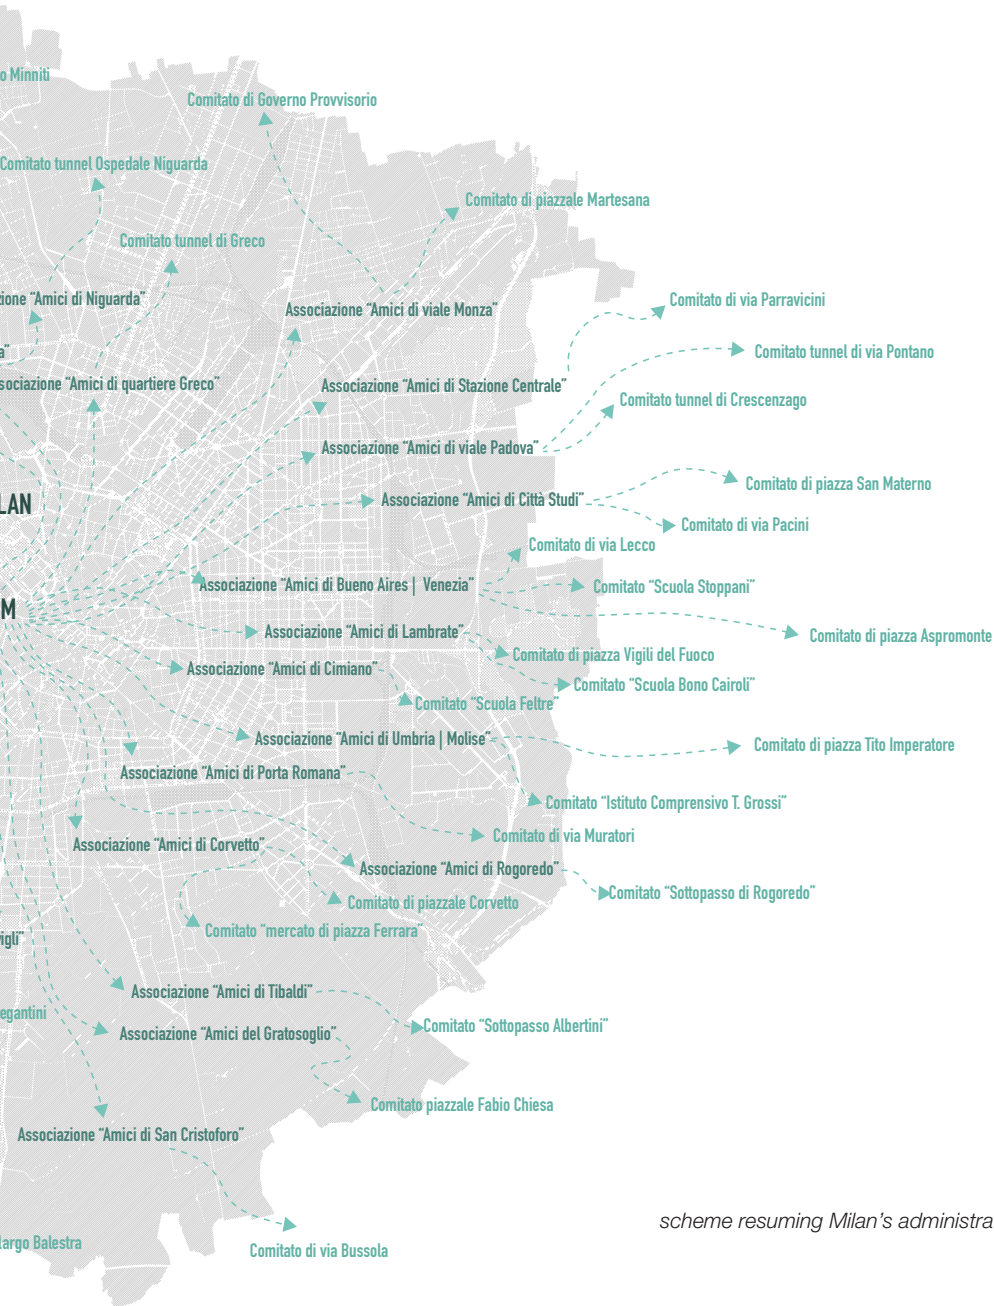 o Minniti
Comitato di Governo Provvisorio
Comitato tunnel Ospedale Niguarda
Comitato di piazzale Martesana
Comitato tunnel di Greco
zione “Amici di Niguarda”
Comitato di via Parravicini
Associazione “Amici di viale Monza”
a”
Comitato tunnel di via Pontano
sociazione “Amici di quartiere Greco”
Associazione “Amici di Stazione Centrale”
Comitato tunnel di Crescenzago
Associazione “Amici di viale Padova”
Comitato di piazza San Materno
LAN
Associazione “Amici di Città Studi”
Comitato di via Pacini
Comitato di via Lecco
Associazione “Amici di Bueno Aires | Venezia”
Comitato “Scuola Stoppani”
M
Associazione “Amici di Lambrate”
Comitato di piazza Aspromonte
Comitato di piazza Vigili del Fuoco
Associazione “Amici di Cimiano”
Comitato “Scuola Bono Cairoli”
Comitato “Scuola Feltre”
Associazione “Amici di Umbria | Molise”
Comitato di piazza Tito Imperatore
Associazione “Amici di Porta Romana”
Comitato “Istituto Comprensivo T. Grossi”
Comitato di via Muratori
Associazione “Amici di Corvetto”
Associazione “Amici di Rogoredo”
Comitato “Sottopasso di Rogoredo”
Comitato di piazzale Corvetto
Comitato “mercato di piazza Ferrara”
vigli”
Associazione “Amici di Tibaldi”
egantini
Comitato “Sottopasso Albertini”
Associazione “Amici del Gratosoglio”
Comitato piazzale Fabio Chiesa
Associazione “Amici di San Cristoforo”
scheme resuming Milan’s administra
largo Balestra
Comitato di via Bussola